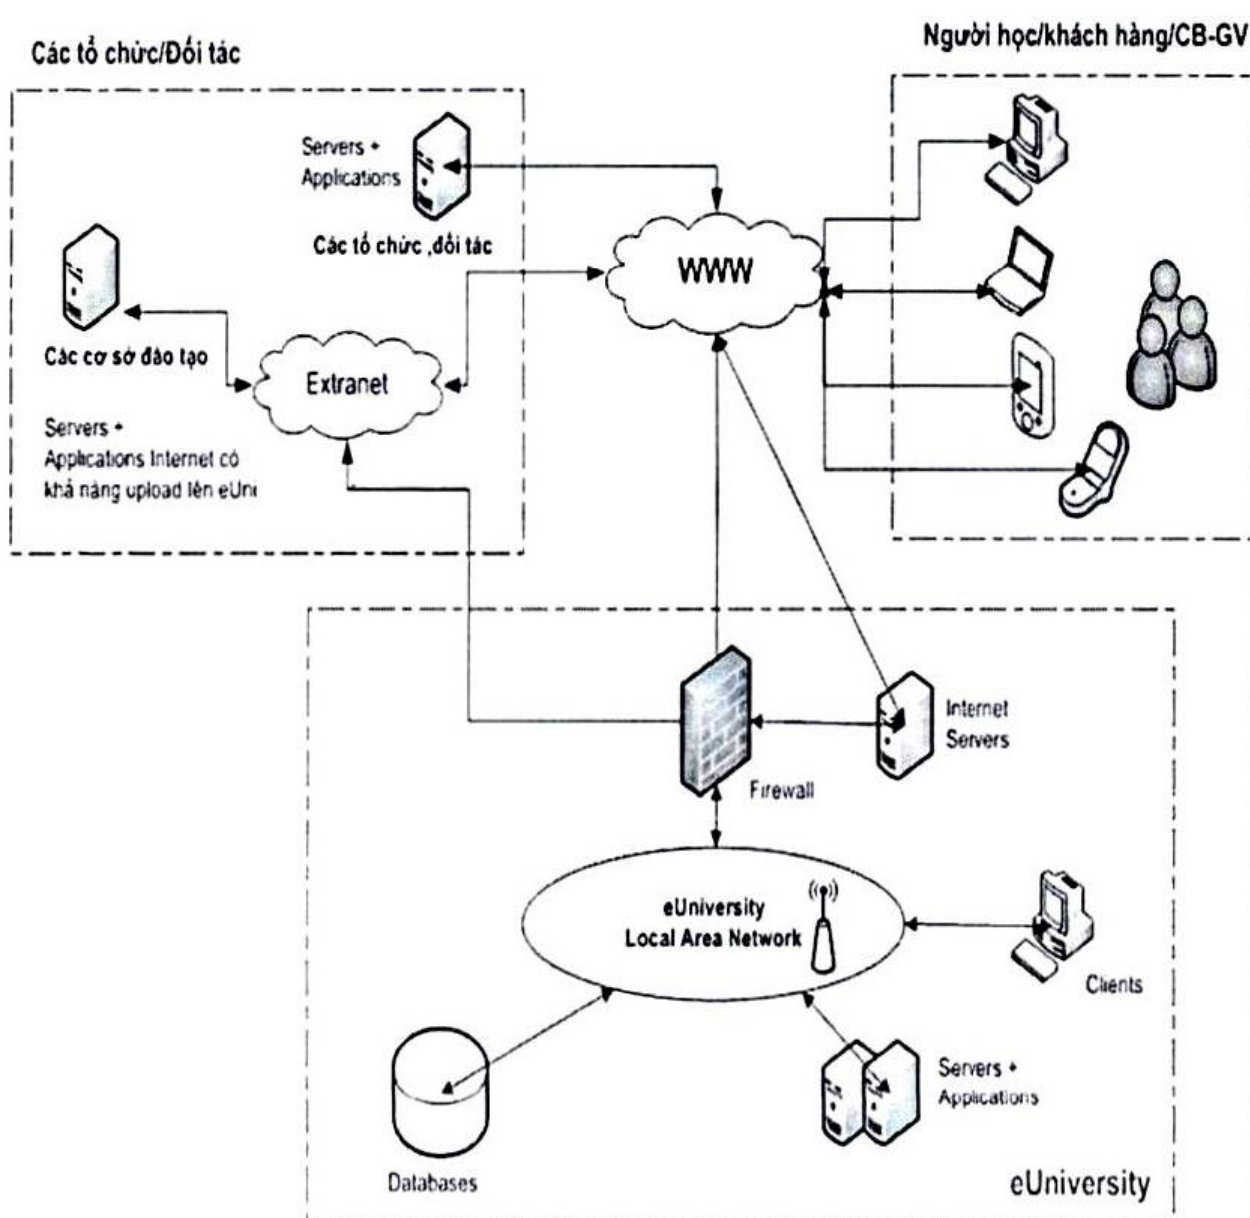 Các tổ chức/Đối tác
Người học/khách hàng/CB-GV
Servers +
Applications
Các tổ chức ,đối tác
WWW
Các cơ sở đào tạo
Extranet
Servers +
Applications Internet có
khả năng upload lên eUni
Internet
Servers
Firewall
eUniversity
Local Area Network
Clients
Servers +
Applications
Databases
eUniversity